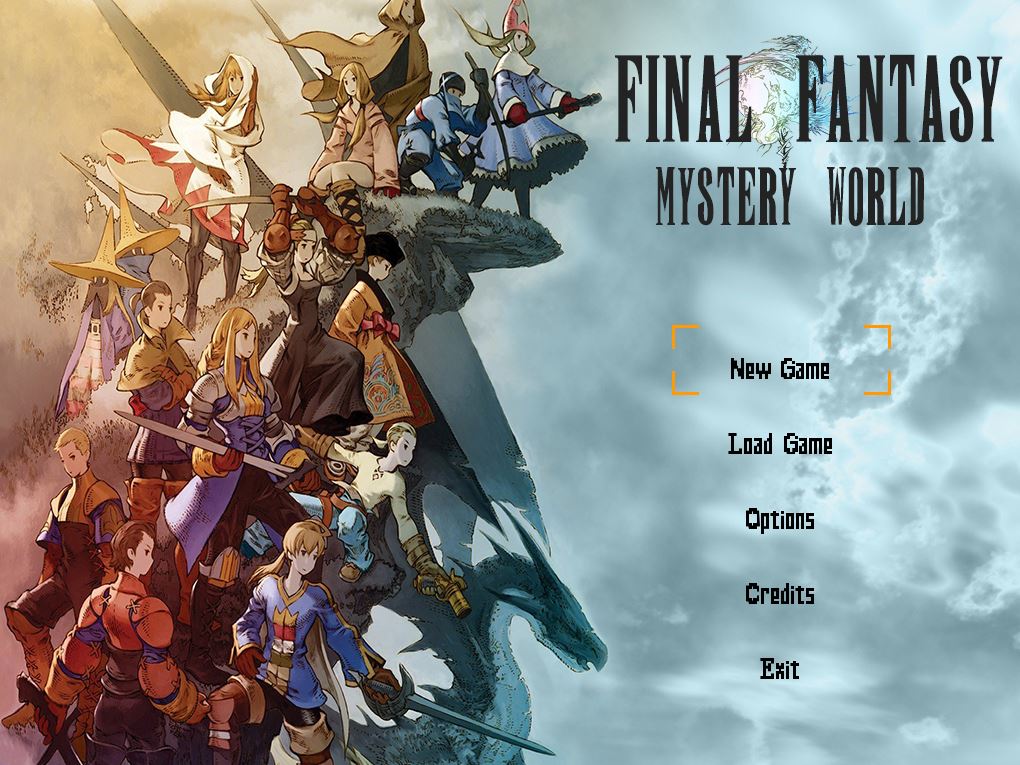 FINAL FANTASY
MYSTERY WORLD
New Game
Load Game
Options
Credits
Exit